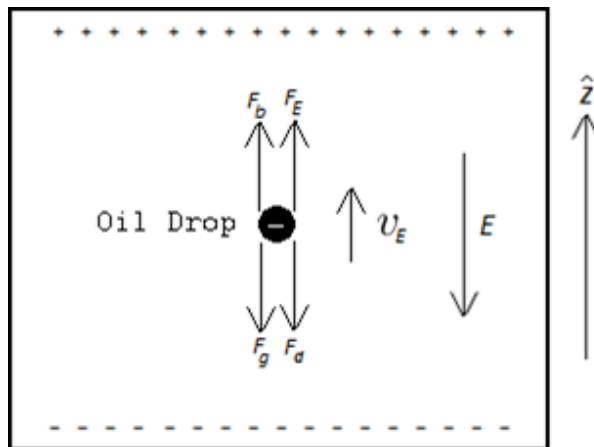 + + + + + + + + + + + + + + + + +
F_b F_E
ẑ
Oil Drop − v_E E
F_g F_d
− − − − − − − − − − − − − − − − −